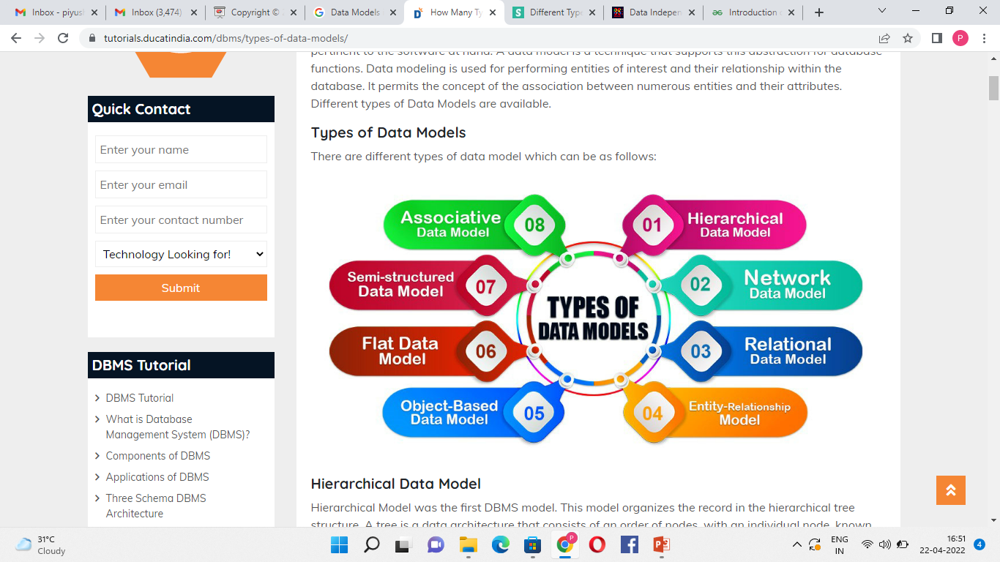 Inbox - piyus
Inbox (3,474)
Copyright ©
Data Models
How Many Ty
Different Type
Data Indepen
Introduction
tutorials.ducatindia.com/dbms/types-of-data-models/
P
pertinent to the software at hand. A data model is a technique that supports this abstraction for database
functions. Data modeling is used for performing entities of interest and their relationship within the
database. It permits the concept of the association between numerous entities and their attributes.
Different types of Data Models are available.
Types of Data Models
There are different types of data model which can be as follows:
Quick Contact
Enter your name
Enter your email
Enter your contact number
Technology Looking for!
Submit
DBMS Tutorial
DBMS Tutorial
What is Database
Management System (DBMS)?
Components of DBMS
Applications of DBMS
Three Schema DBMS
Architecture
TYPES OF
DATA MODELS
01
Hierarchical
Data Model
02
Network
Data Model
03
Relational
Data Model
04
Entity-Relationship
Model
05
Object-Based
Data Model
06
Flat Data
Model
07
Semi-structured
Data Model
08
Associative
Data Model
Hierarchical Data Model
Hierarchical Model was the first DBMS model. This model organizes the record in the hierarchical tree
structure. A tree is a data architecture that consists of an order of nodes, with an individual node, known
31°C
Cloudy
P
ENG
IN
16:51
22-04-2022
4